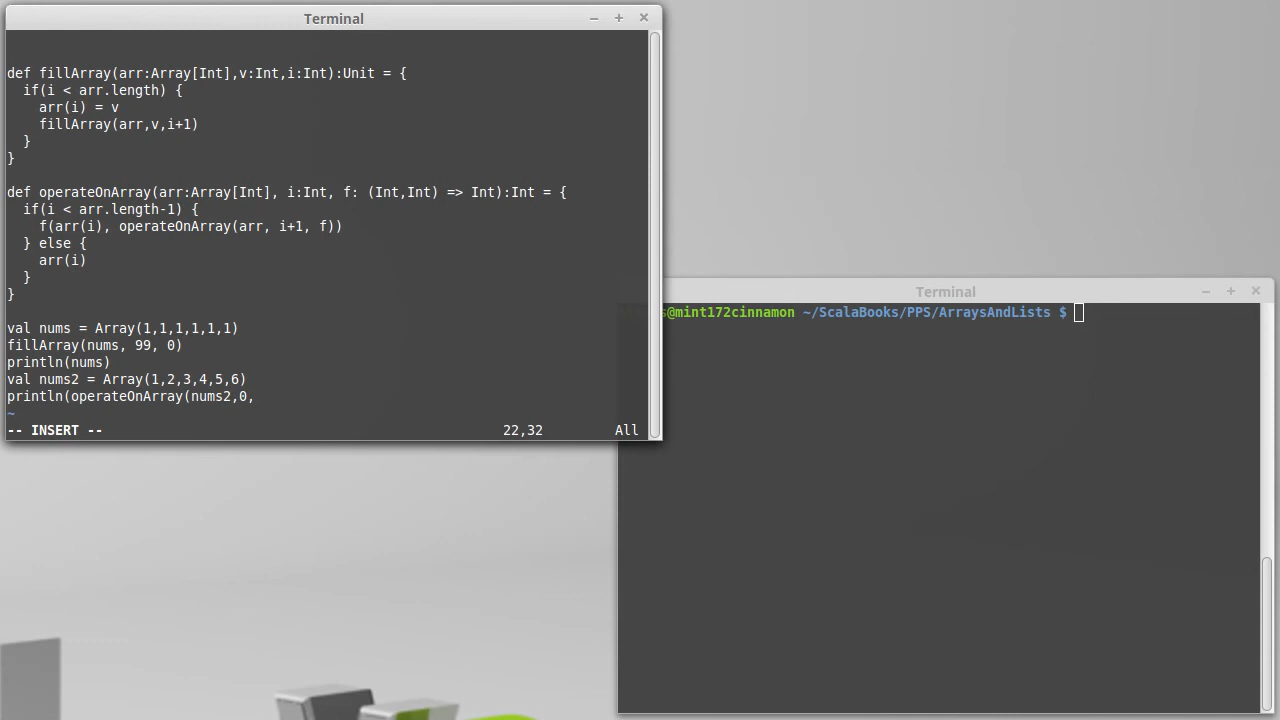 Terminal
def fillArray(arr:Array[Int],v:Int,i:Int):Unit = {
  if(i < arr.length) {
    arr(i) = v
    fillArray(arr,v,i+1)
  }
}
def operateOnArray(arr:Array[Int], i:Int, f: (Int,Int) => Int):Int = {
  if(i < arr.length-1) {
    f(arr(i), operateOnArray(arr, i+1, f))
  } else {
    arr(i)
  }
}
val nums = Array(1,1,1,1,1,1)
fillArray(nums, 99, 0)
println(nums)
val nums2 = Array(1,2,3,4,5,6)
println(operateOnArray(nums2,0,
~
-- INSERT -- 22,32 All
Terminal
s@mint172cinnamon ~/ScalaBooks/PPS/ArraysAndLists $